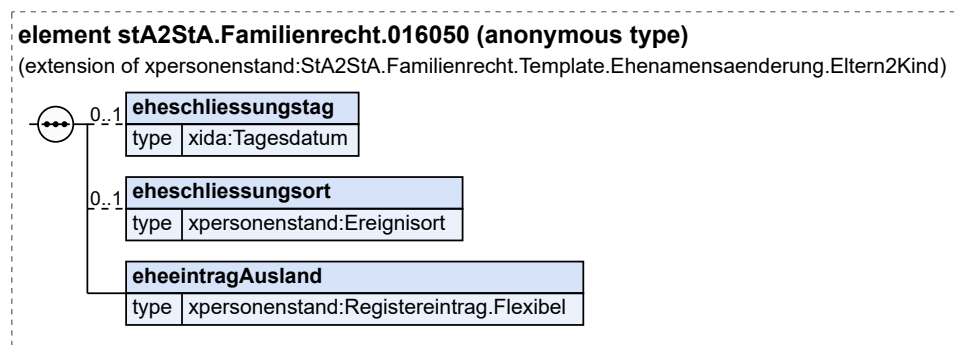 element stA2StA.Familienrecht.016050 (anonymous type)
(extension of xpersonenstand:StA2StA.Familienrecht.Template.Ehenamensaenderung.Eltern2Kind)
0..1 eheschliessungstag
type xida:Tagesdatum
0..1 eheschliessungsort
type xpersonenstand:Ereignisort
eheeintragAusland
type xpersonenstand:Registereintrag.Flexibel